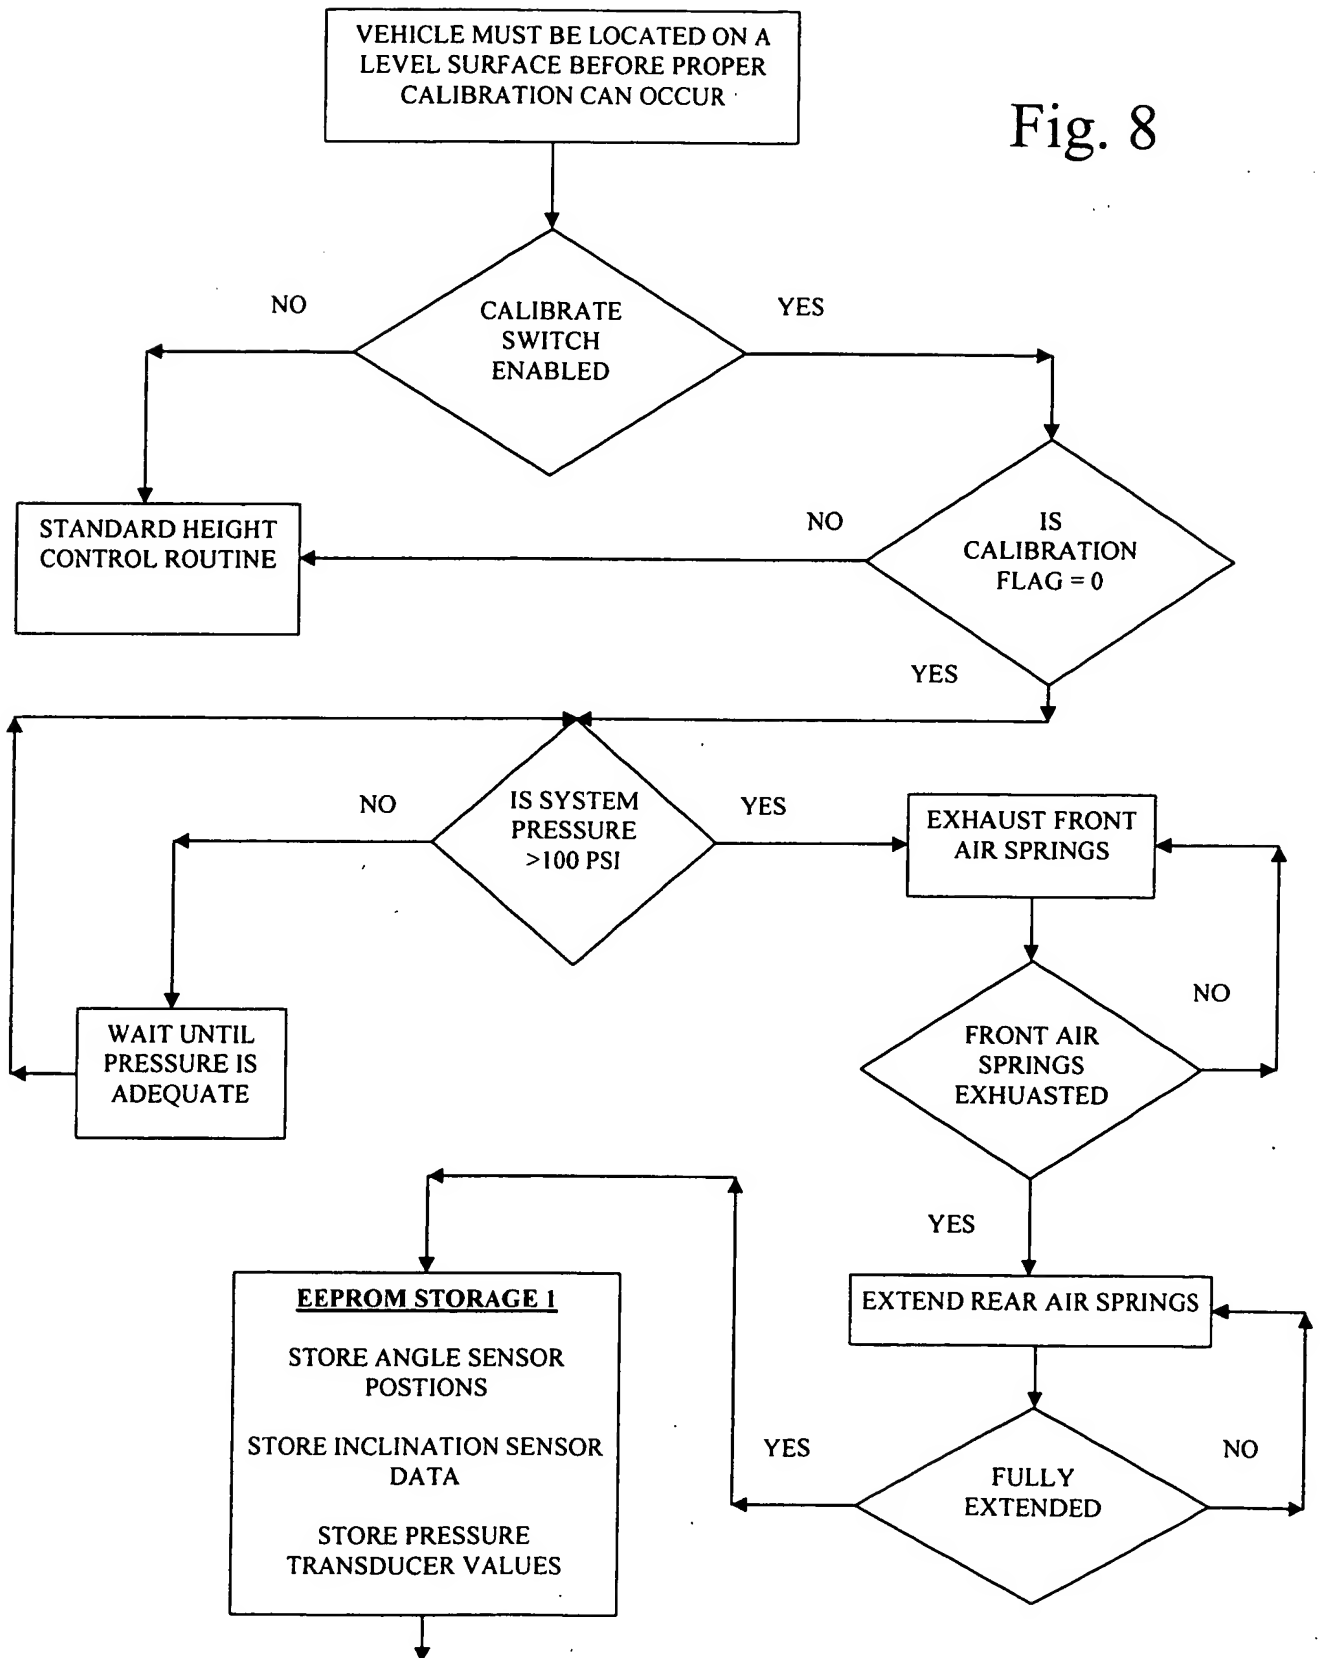 VEHICLE MUST BE LOCATED ON A
LEVEL SURFACE BEFORE PROPER
CALIBRATION CAN OCCUR
Fig. 8
NO
CALIBRATE
SWITCH
ENABLED
YES
STANDARD HEIGHT
CONTROL ROUTINE
NO
IS
CALIBRATION
FLAG = 0
YES
NO
IS SYSTEM
PRESSURE
>100 PSI
YES
EXHAUST FRONT
AIR SPRINGS
WAIT UNTIL
PRESSURE IS
ADEQUATE
FRONT AIR
SPRINGS
EXHUASTED
NO
YES
EXTEND REAR AIR SPRINGS
EEPROM STORAGE 1
STORE ANGLE SENSOR
POSTIONS
STORE INCLINATION SENSOR
DATA
STORE PRESSURE
TRANSDUCER VALUES
YES
FULLY
EXTENDED
NO